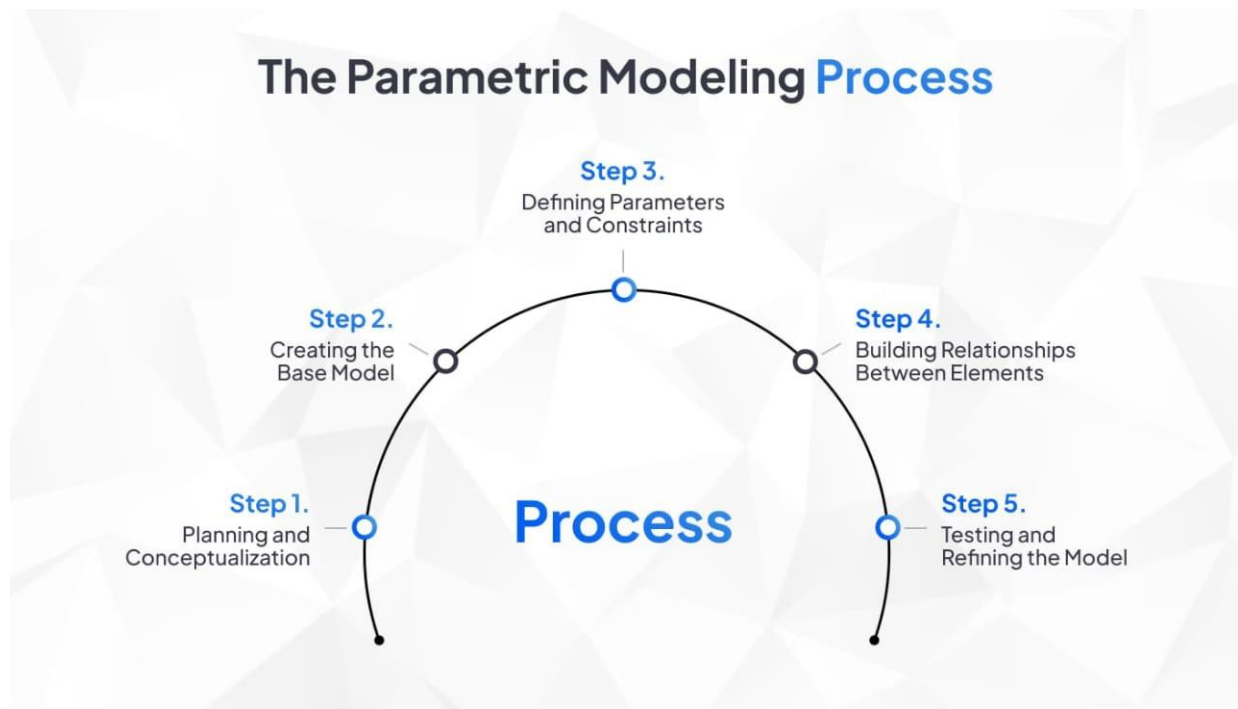 The Parametric Modeling Process
Step 3.
Defining Parameters
and Constraints
Step 2.
Creating the
Base Model
Step 4.
Building Relationships
Between Elements
Step 1.
Planning and
Conceptualization
Process
Step 5.
Testing and
Refining the Model